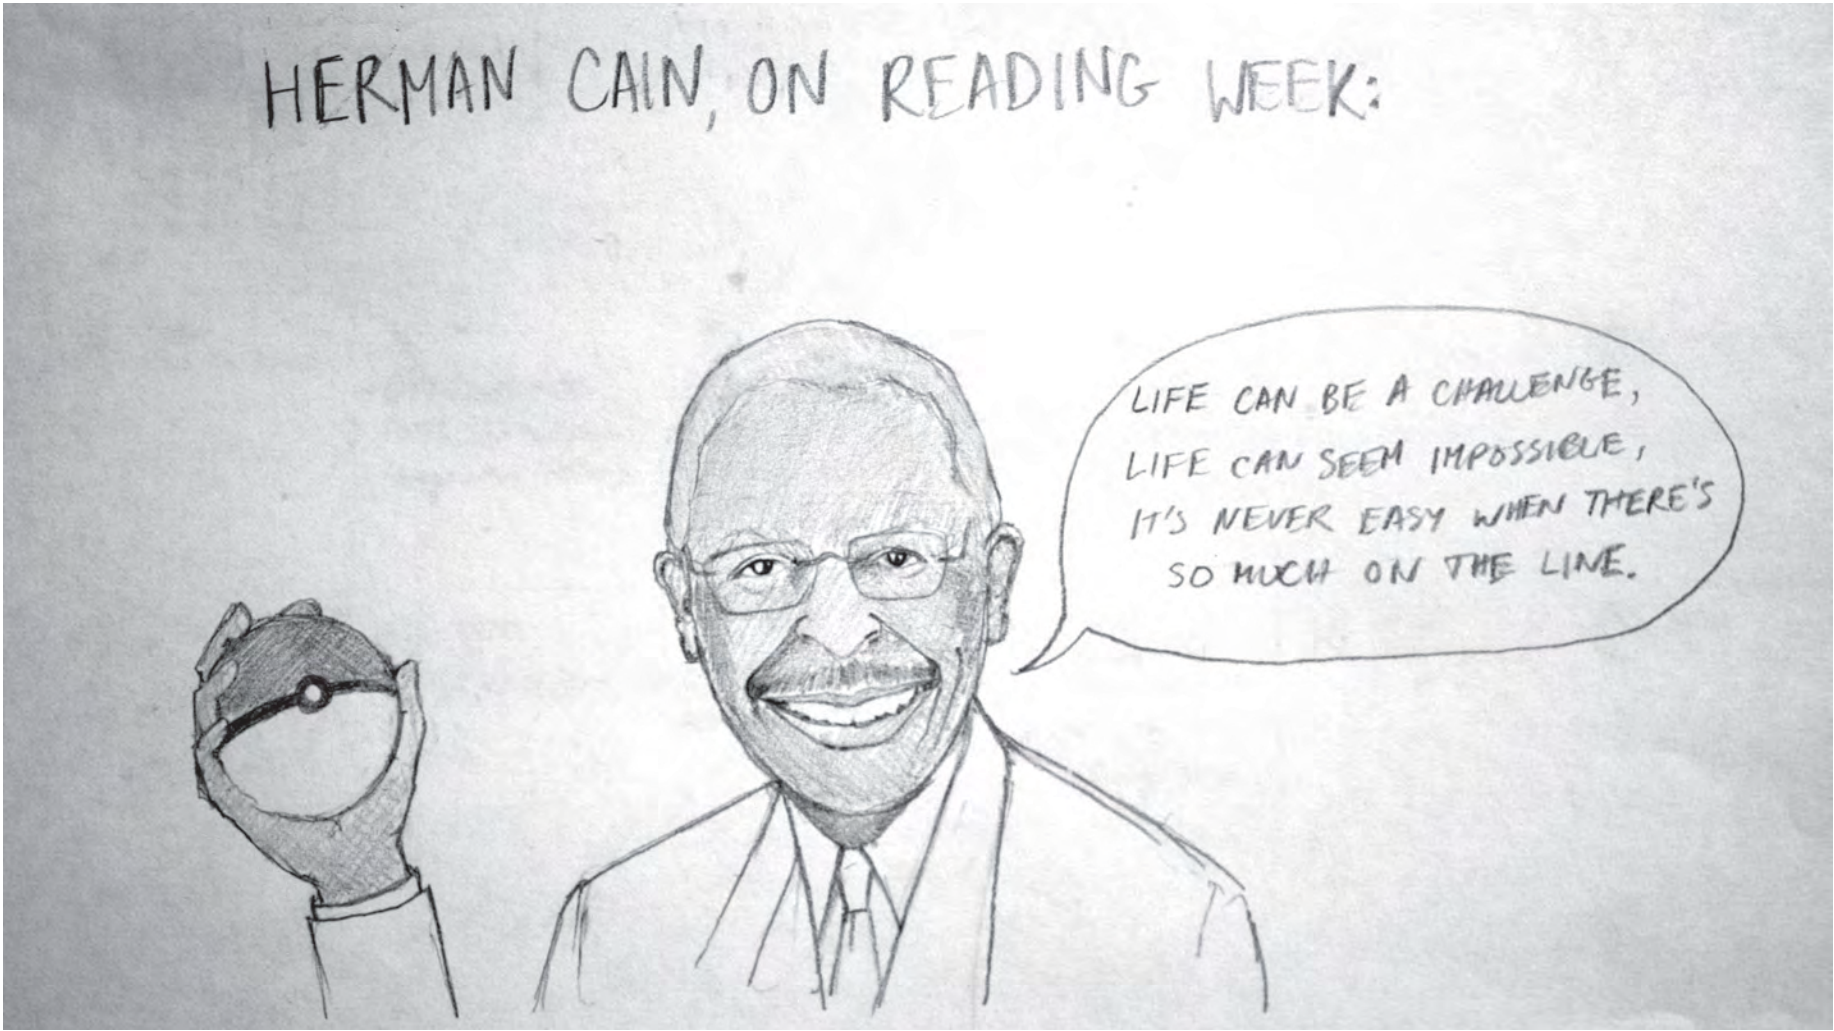 HERMAN CAIN, ON READING WEEK:
LIFE CAN BE A CHALLENGE,
LIFE CAN SEEM IMPOSSIBLE,
IT'S NEVER EASY WHEN THERE'S
SO MUCH ON THE LINE.